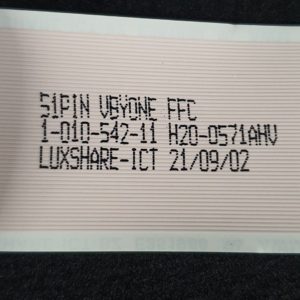 51PIN VBYONE FFC
1-010-542-11 H20-0571AHV
LUXSHARE-ICT 21/09/02